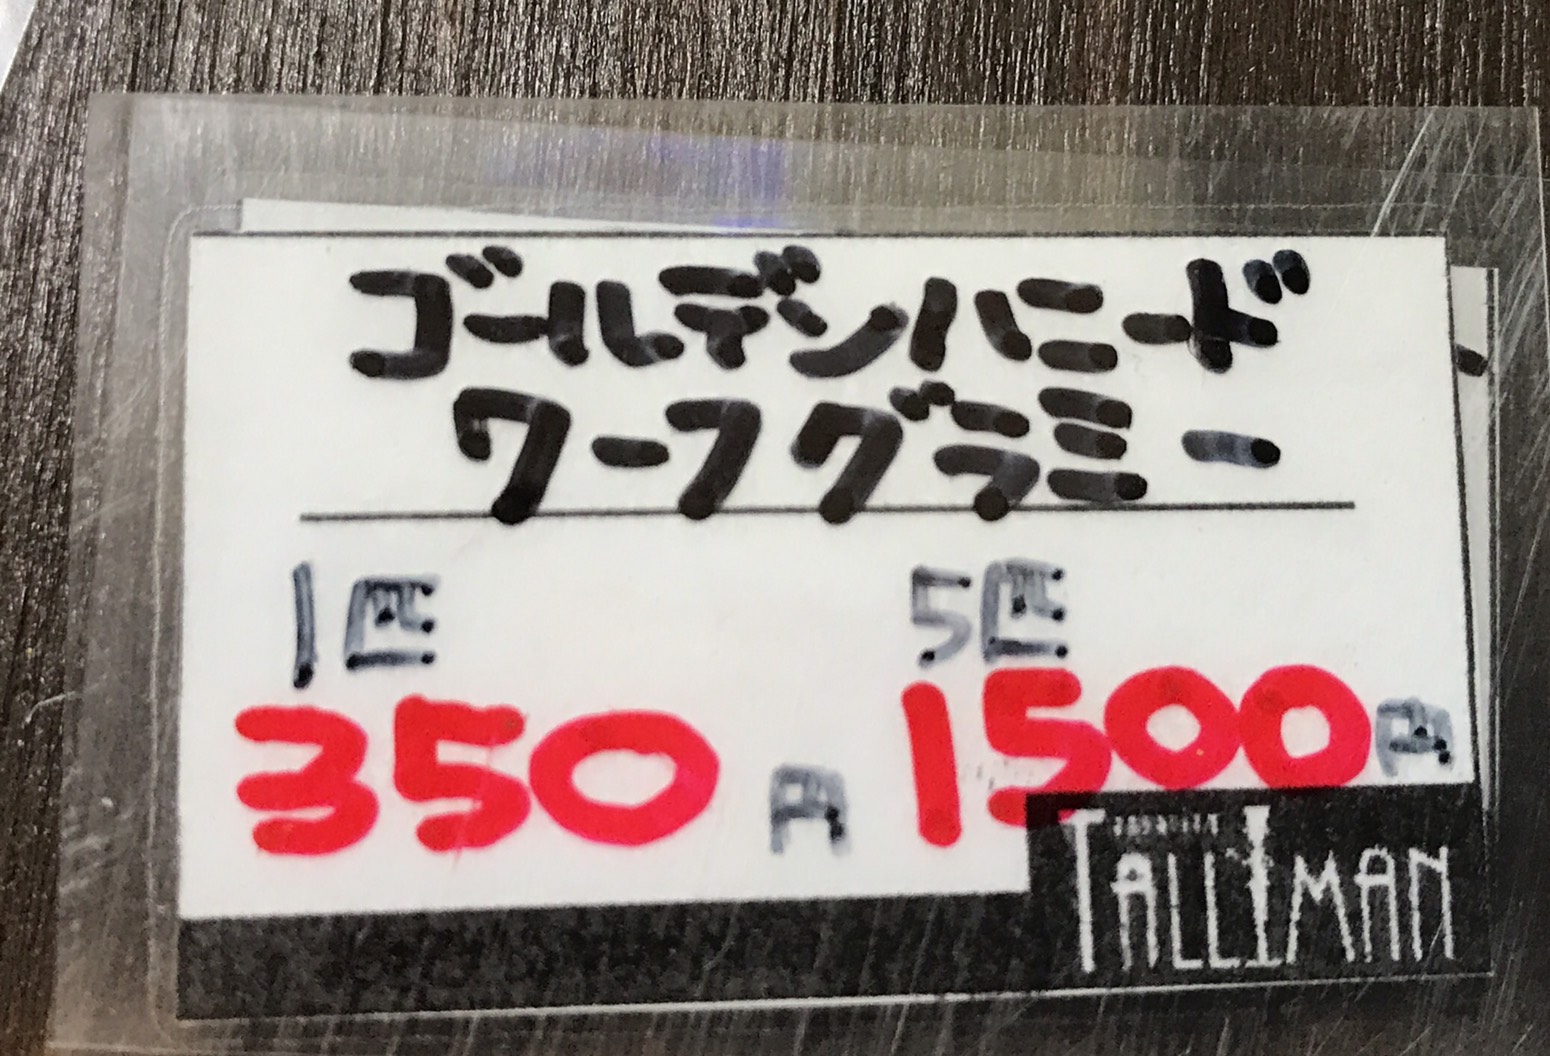 ゴールデンハニード
ワーフグラミー
1匹 5匹
350円 1500円
TALLMAN